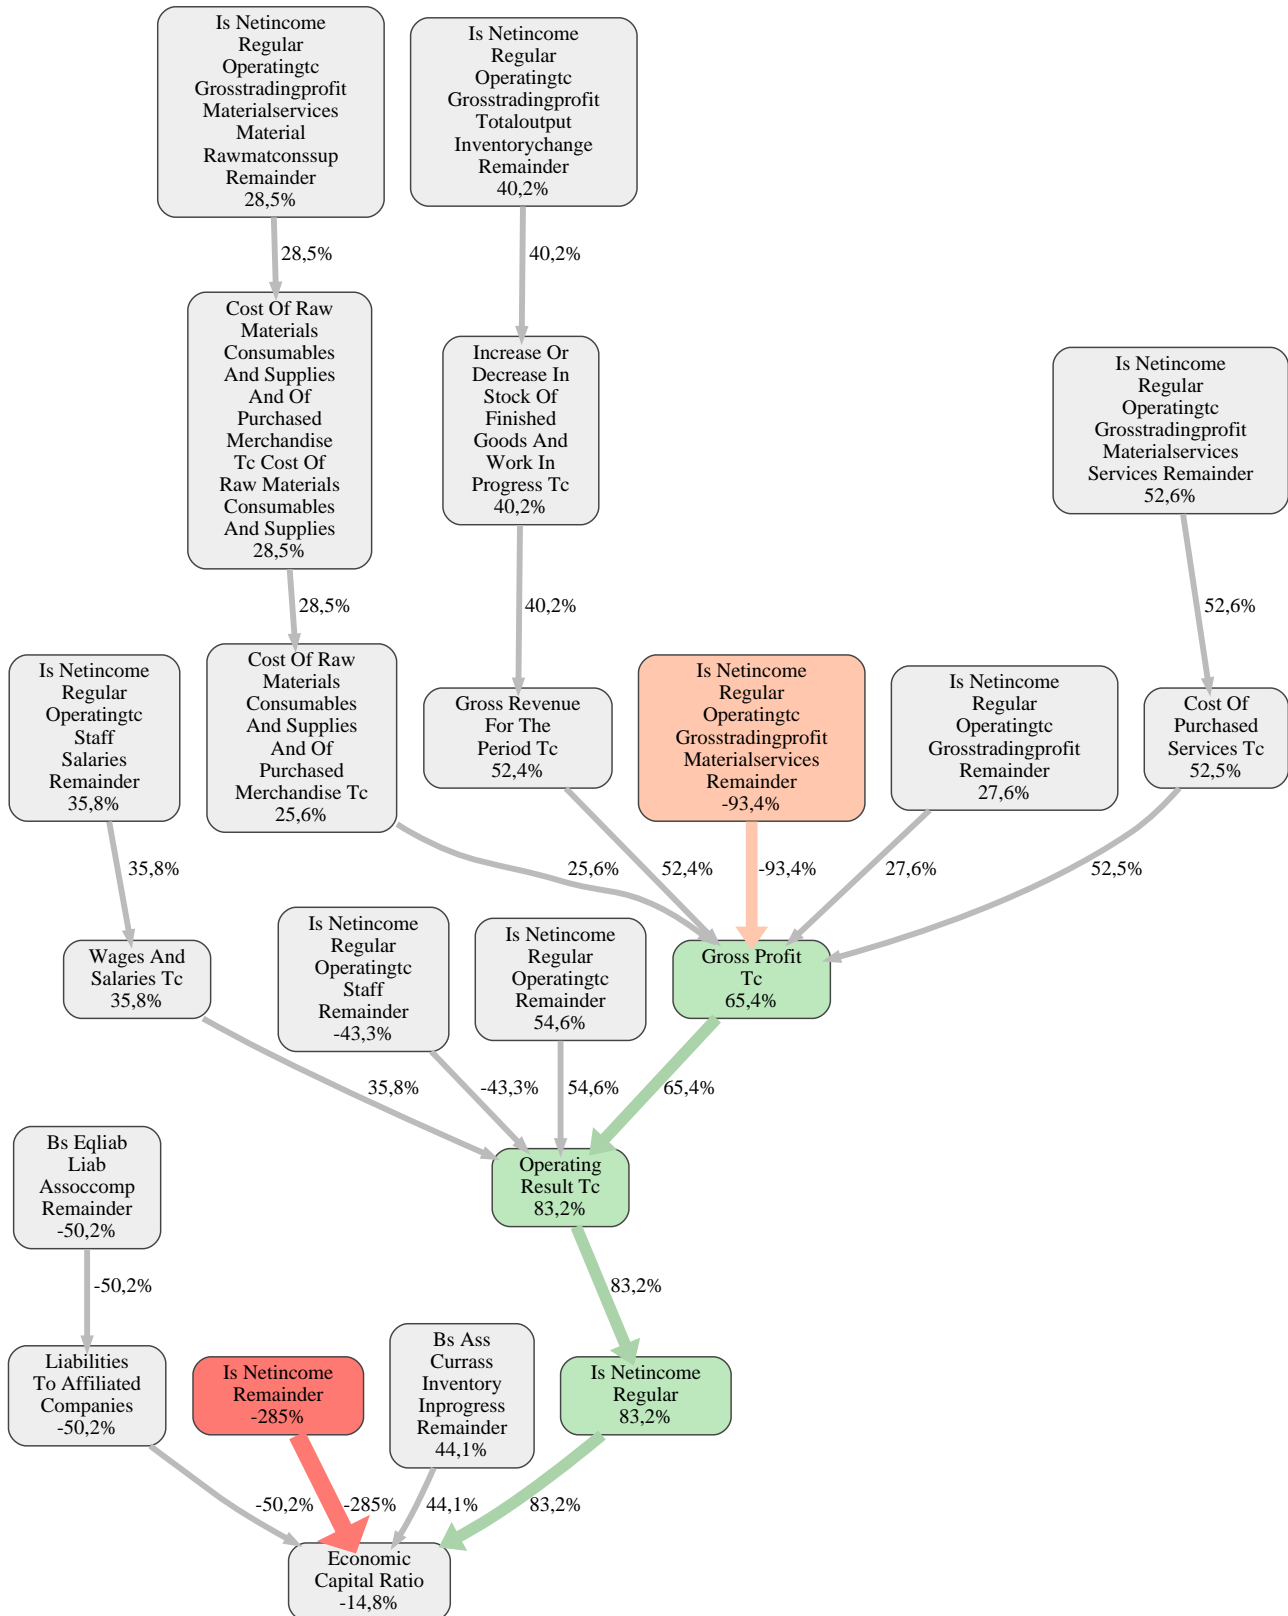 Is Netincome
Regular
Operatingtc
Grosstradingprofit
Materialservices
Material
Rawmatconssup
Remainder
28,5%
Is Netincome
Regular
Operatingtc
Grosstradingprofit
Totaloutput
Inventorychange
Remainder
40,2%
28,5%
40,2%
Cost Of Raw
Materials
Consumables
And Supplies
And Of
Purchased
Merchandise
Tc Cost Of
Raw Materials
Consumables
And Supplies
28,5%
Increase Or
Decrease In
Stock Of
Finished
Goods And
Work In
Progress Tc
40,2%
Is Netincome
Regular
Operatingtc
Grosstradingprofit
Materialservices
Services Remainder
52,6%
28,5%
40,2%
52,6%
Is Netincome
Regular
Operatingtc
Staff
Salaries
Remainder
35,8%
Cost Of Raw
Materials
Consumables
And Supplies
And Of
Purchased
Merchandise Tc
25,6%
Gross Revenue
For The
Period Tc
52,4%
Is Netincome
Regular
Operatingtc
Grosstradingprofit
Materialservices
Remainder
-93,4%
Is Netincome
Regular
Operatingtc
Grosstradingprofit
Remainder
27,6%
Cost Of
Purchased
Services Tc
52,5%
35,8%
25,6%
52,4%
-93,4%
27,6%
52,5%
Wages And
Salaries Tc
35,8%
Is Netincome
Regular
Operatingtc
Staff
Remainder
-43,3%
Is Netincome
Regular
Operatingtc
Remainder
54,6%
Gross Profit
Tc
65,4%
35,8%
-43,3%
54,6%
65,4%
Bs Eqliab
Liab
Assoccomp
Remainder
-50,2%
Operating
Result Tc
83,2%
-50,2%
83,2%
Liabilities
To Affiliated
Companies
-50,2%
Is Netincome
Remainder
-285%
Bs Ass
Currass
Inventory
Inprogress
Remainder
44,1%
Is Netincome
Regular
83,2%
-50,2%
-285%
44,1%
83,2%
Economic
Capital Ratio
-14,8%